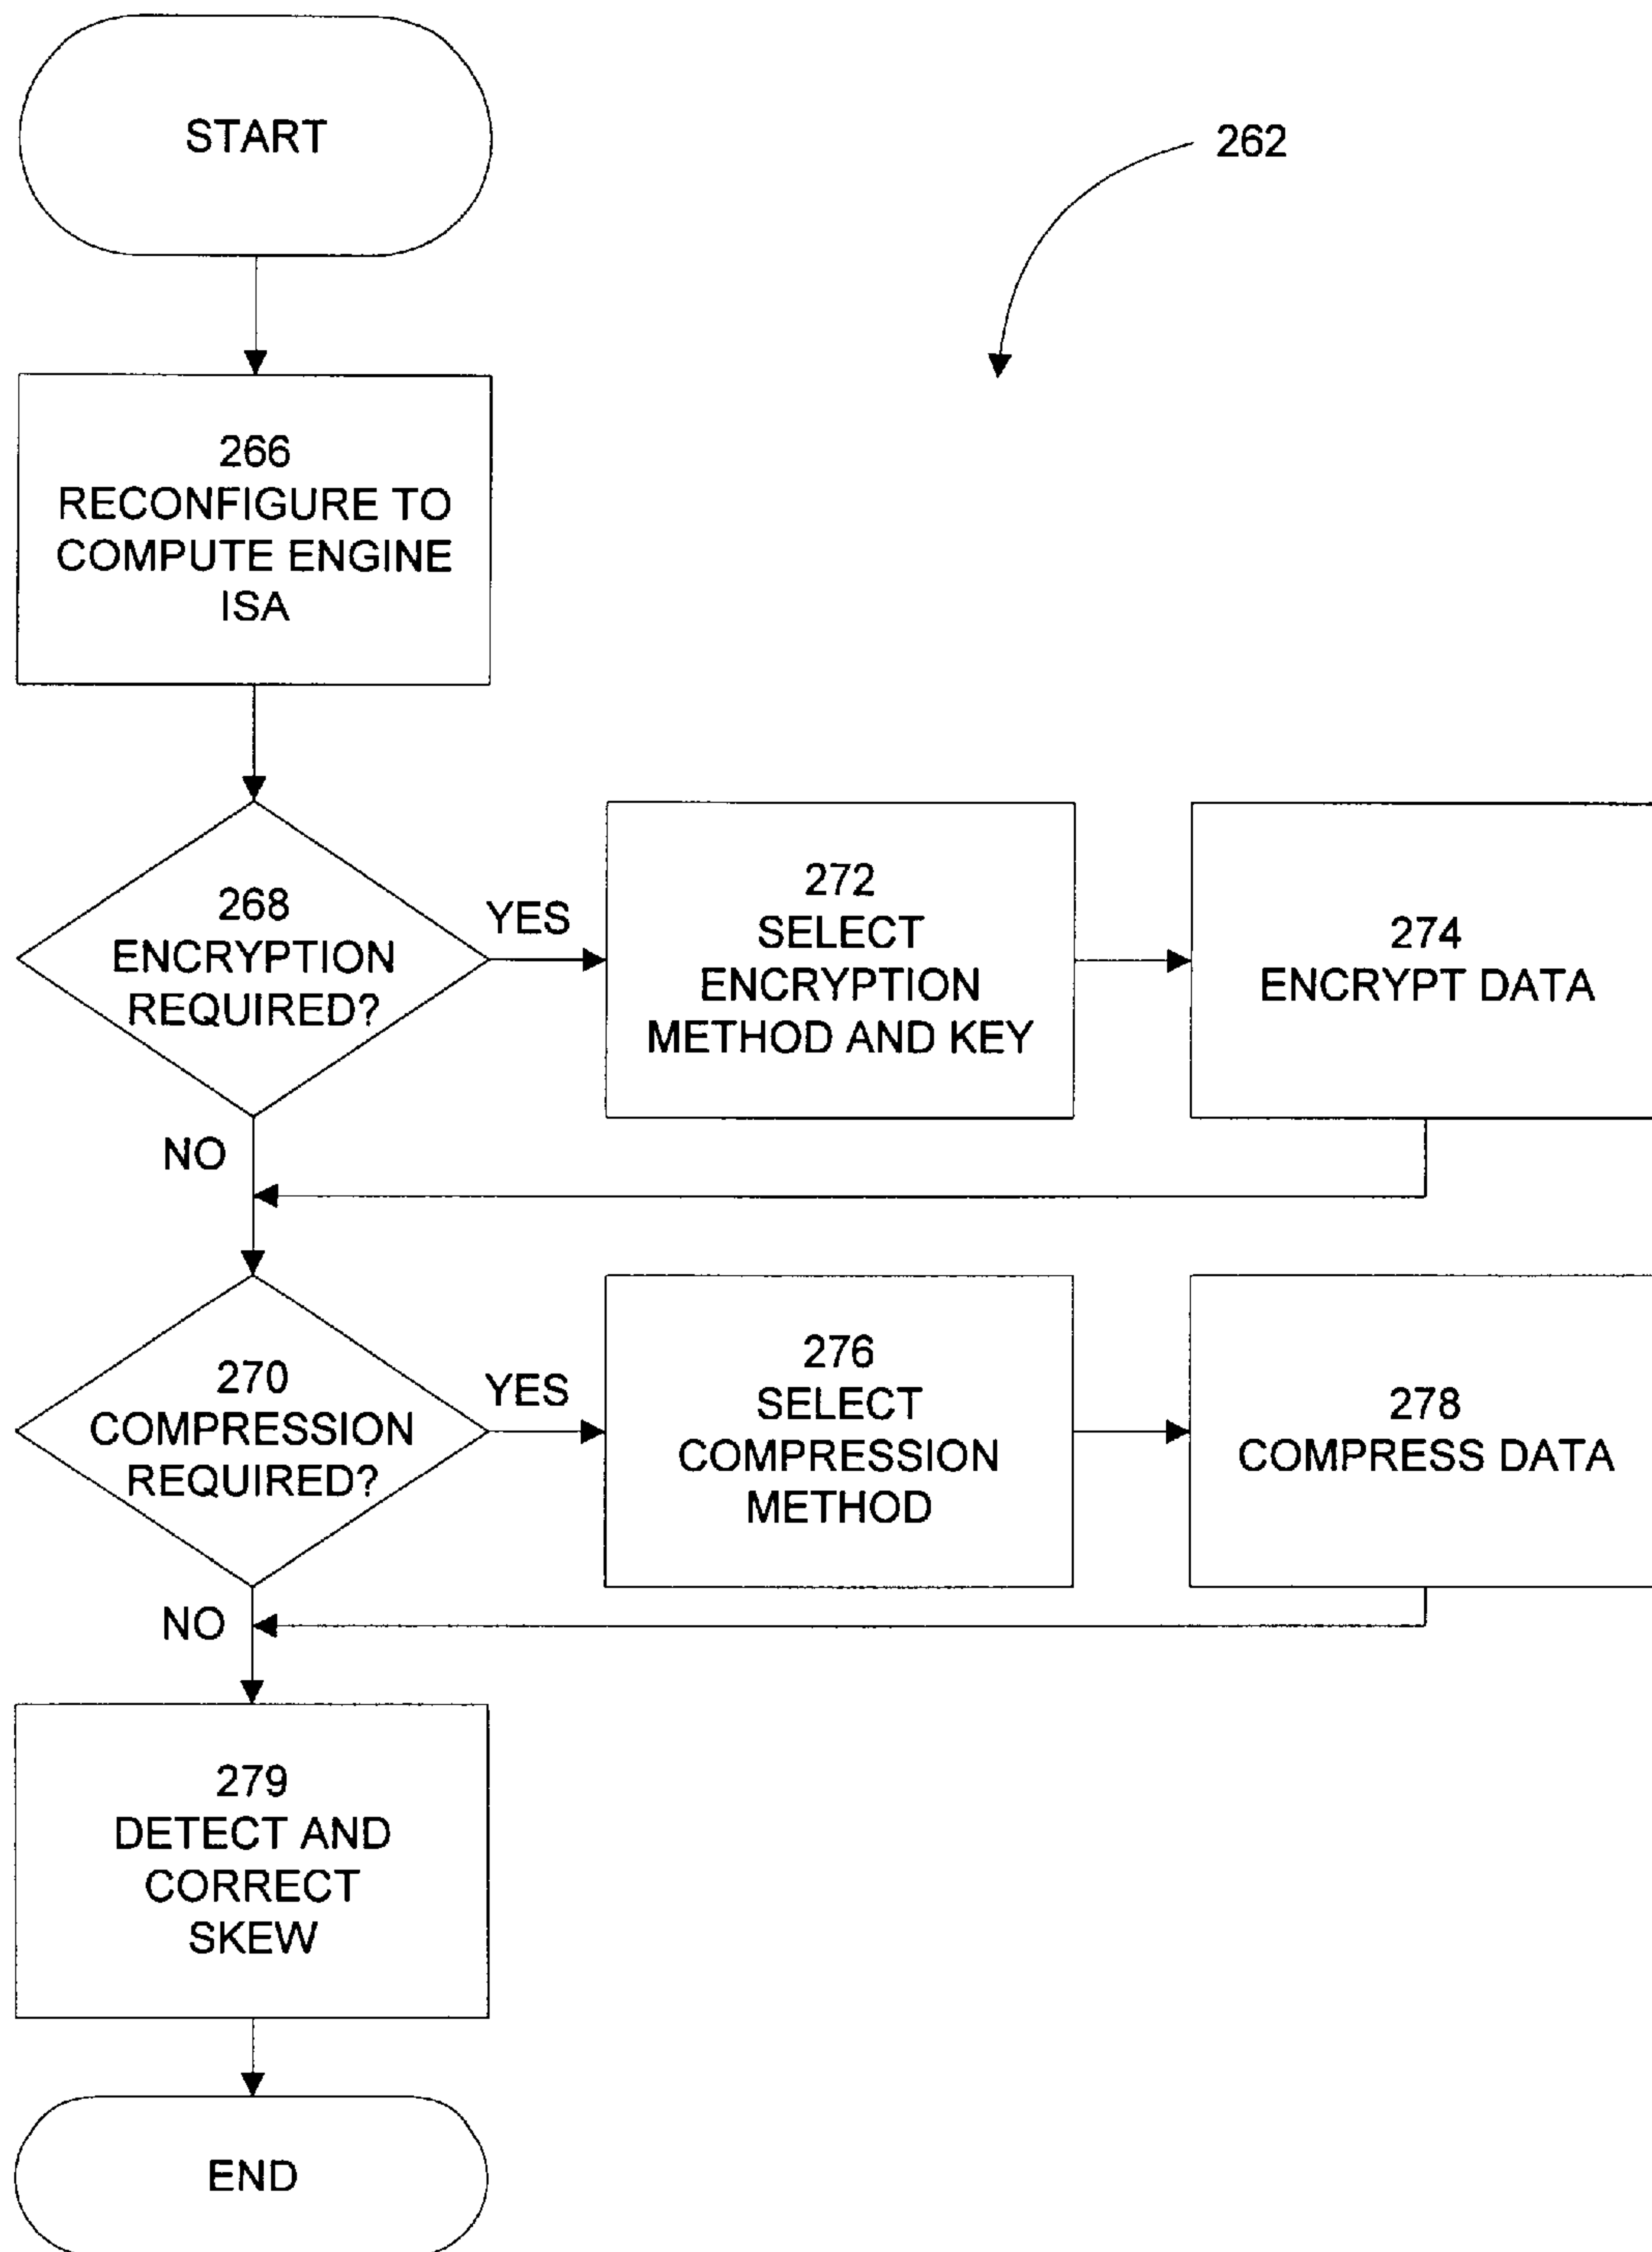 START
262
266
RECONFIGURE TO
COMPUTE ENGINE
ISA
268
ENCRYPTION
REQUIRED?
YES
272
SELECT
ENCRYPTION
METHOD AND KEY
274
ENCRYPT DATA
NO
270
COMPRESSION
REQUIRED?
YES
276
SELECT
COMPRESSION
METHOD
278
COMPRESS DATA
NO
279
DETECT AND
CORRECT
SKEW
END